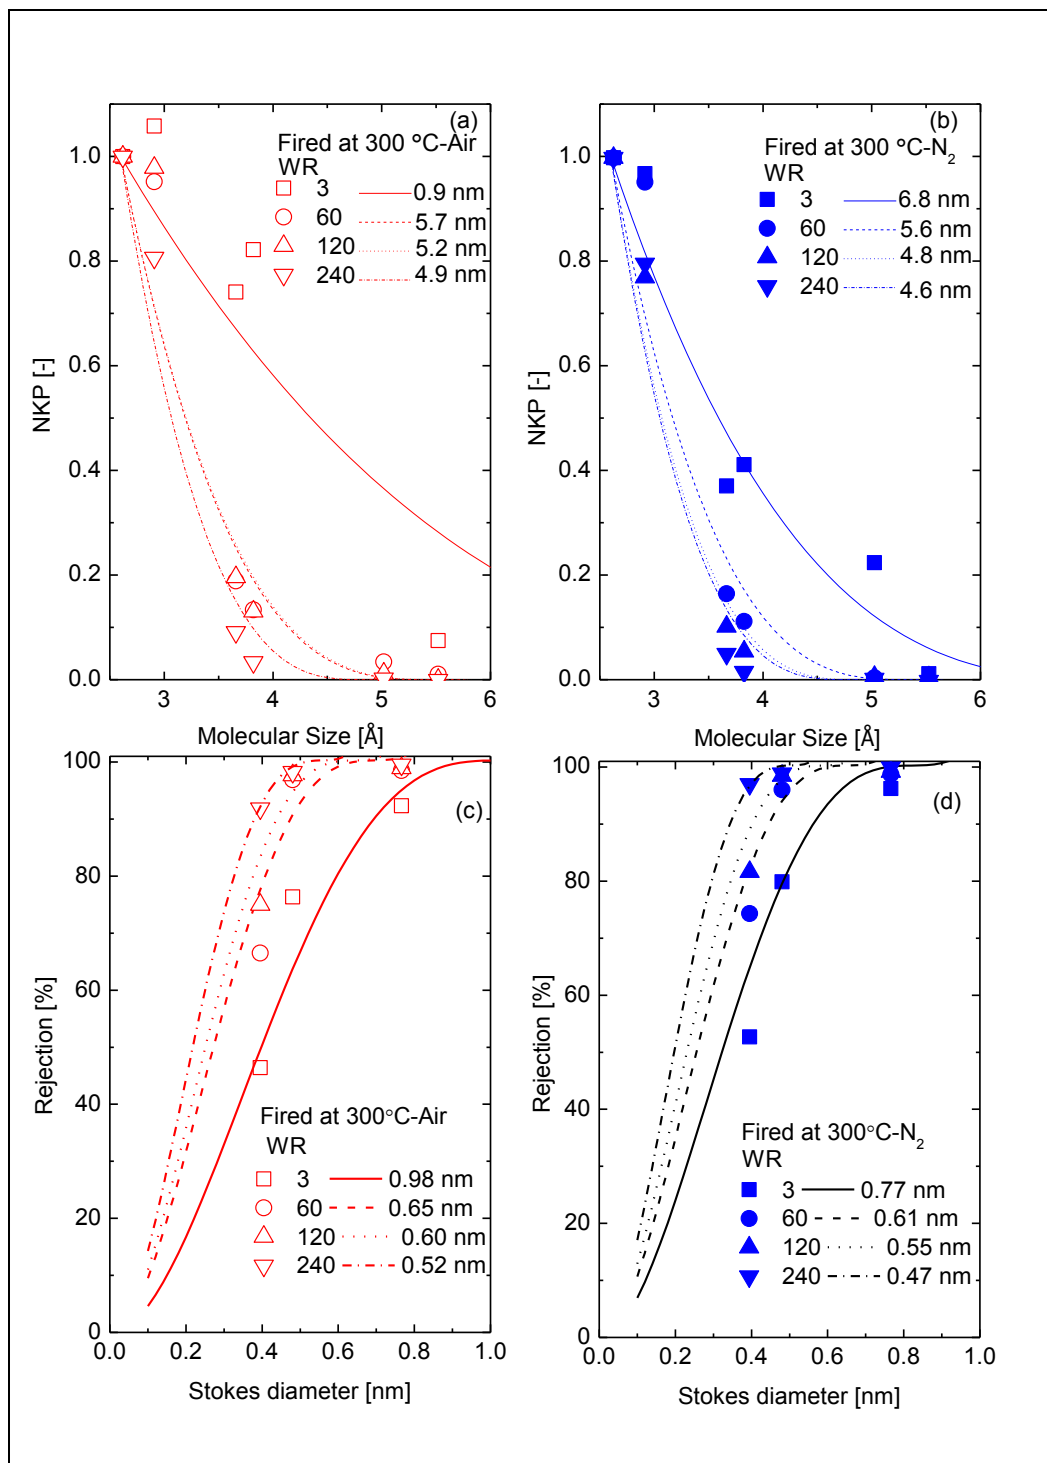 (a)
Fired at 300 °C-Air
WR
3 0.9 nm
60 5.7 nm
120 5.2 nm
240 4.9 nm
1.0
0.8
0.6
0.4
0.2
0.0
NKP [-]
3 4 5 6
Molecular Size [Å]
(b)
Fired at 300 °C-N2
WR
3 6.8 nm
60 5.6 nm
120 4.8 nm
240 4.6 nm
1.0
0.8
0.6
0.4
0.2
0.0
NKP [-]
3 4 5 6
Molecular Size [Å]
(c)
100
80
60
40
20
0
Rejection [%]
Fired at 300°C-Air
WR
3 0.98 nm
60 0.65 nm
120 0.60 nm
240 0.52 nm
0.0 0.2 0.4 0.6 0.8 1.0
Stokes diameter [nm]
(d)
100
80
60
40
20
0
Rejection [%]
Fired at 300°C-N2
WR
3 0.77 nm
60 0.61 nm
120 0.55 nm
240 0.47 nm
0.0 0.2 0.4 0.6 0.8 1.0
Stokes diameter [nm]